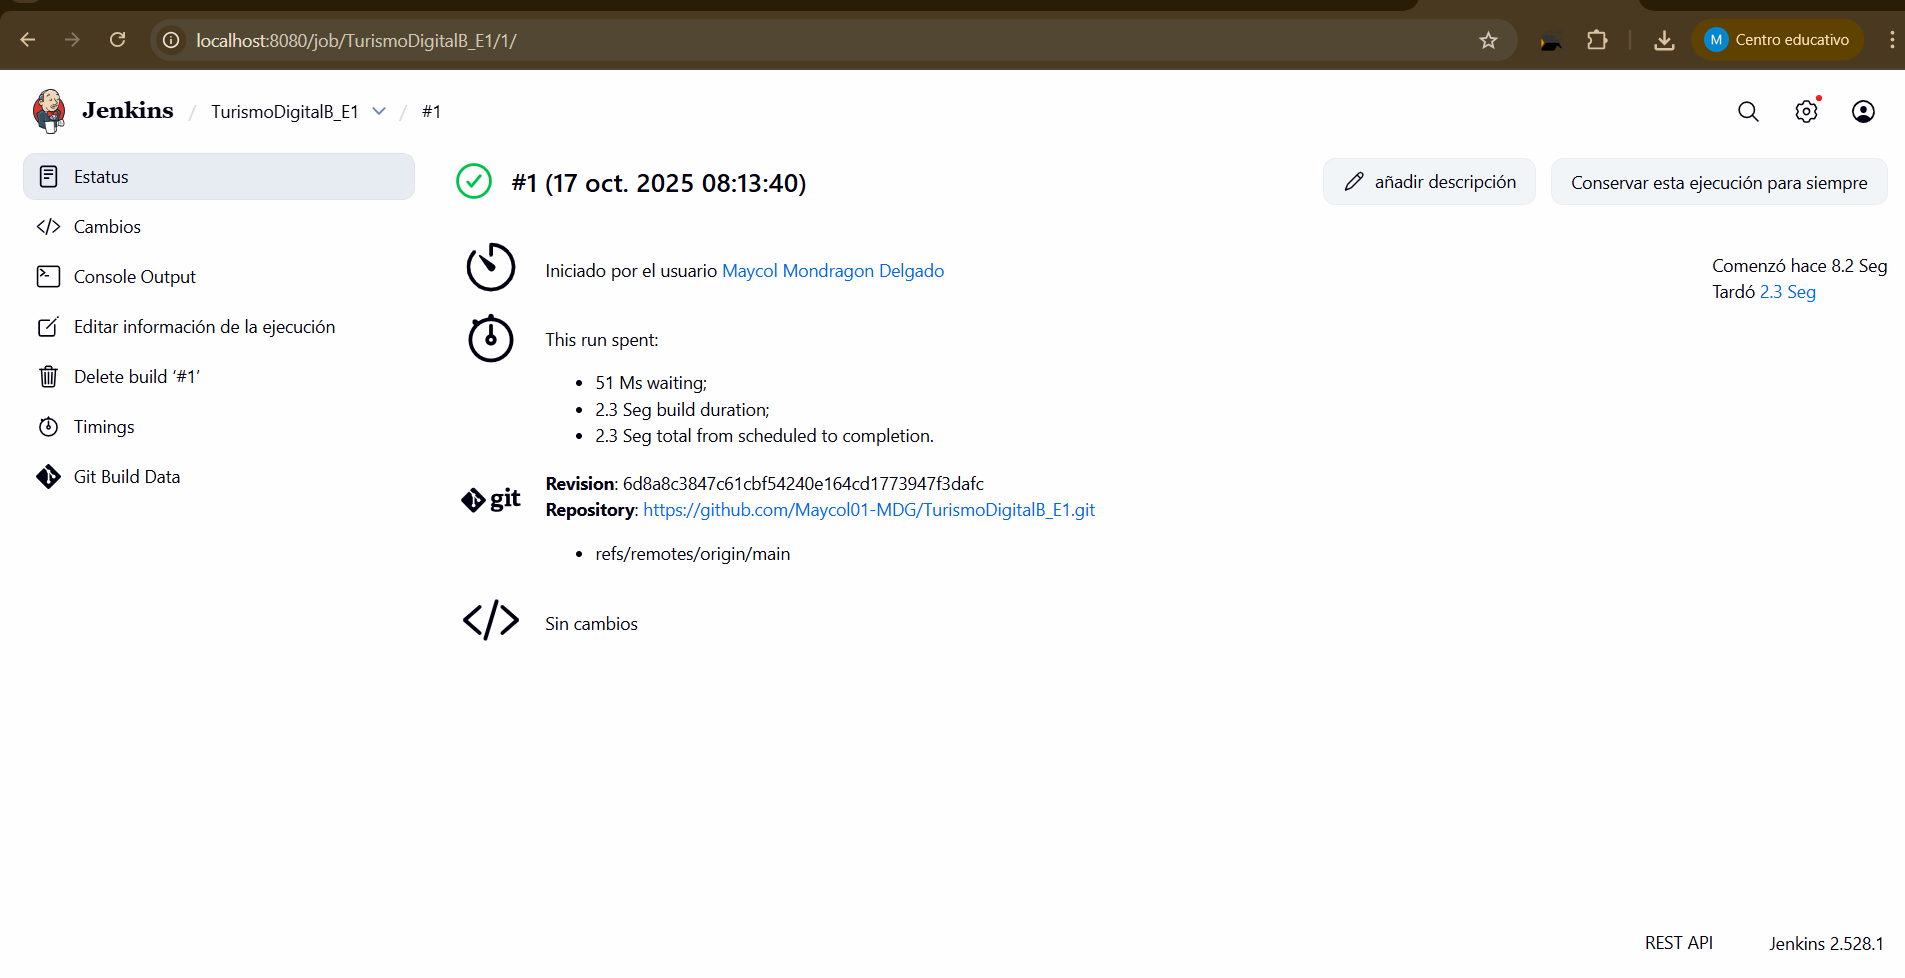 localhost:8080/job/TurismoDigitalB_E1/1/
M Centro educativo
Jenkins / TurismoDigitalB_E1 / #1
Estatus
Cambios
Console Output
Editar información de la ejecución
Delete build ‘#1’
Timings
Git Build Data
#1 (17 oct. 2025 08:13:40)
añadir descripción
Conservar esta ejecución para siempre
Iniciado por el usuario Maycol Mondragon Delgado
Comenzó hace 8.2 Seg
Tardó 2.3 Seg
This run spent:
51 Ms waiting;
2.3 Seg build duration;
2.3 Seg total from scheduled to completion.
git
Revision: 6d8a8c3847c61cbf54240e164cd1773947f3dafc
Repository: https://github.com/Maycol01-MDG/TurismoDigitalB_E1.git
refs/remotes/origin/main
Sin cambios
REST API
Jenkins 2.528.1